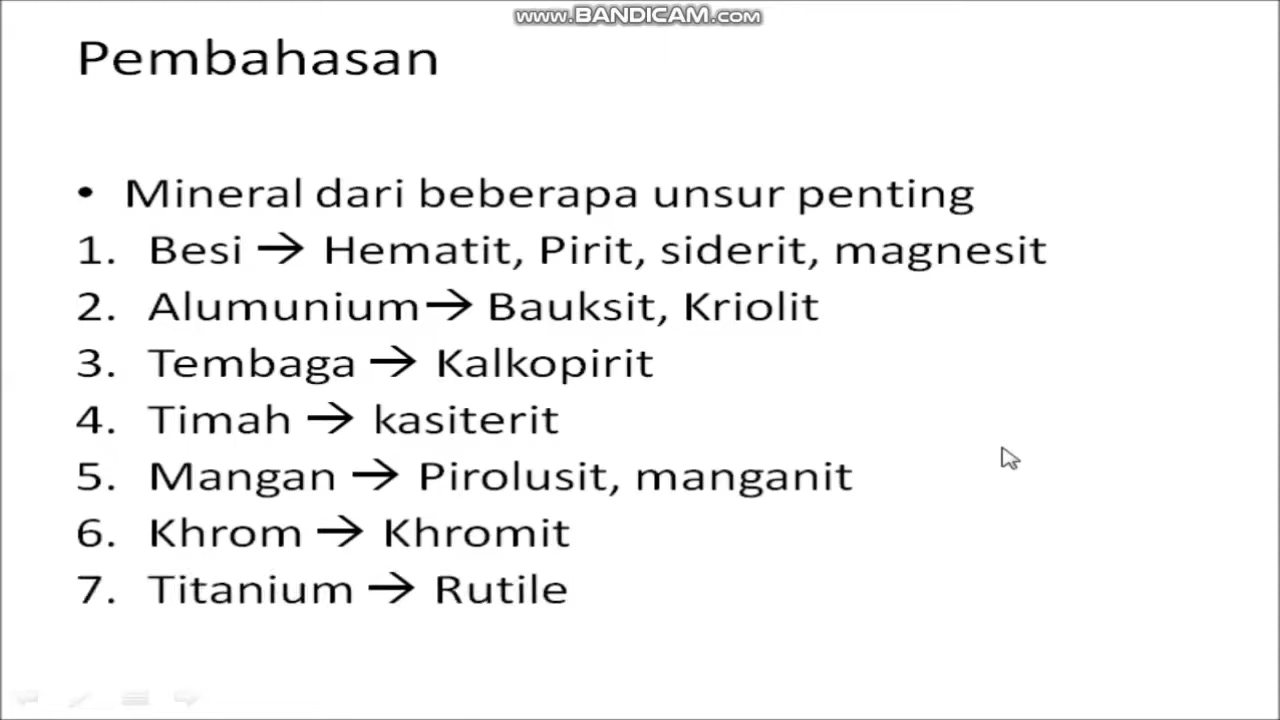 www.BANDICAM.com
Pembahasan
• Mineral dari beberapa unsur penting
1. Besi → Hematit, Pirit, siderit, magnesit
2. Alumunium→ Bauksit, Kriolit
3. Tembaga → Kalkopirit
4. Timah → kasiterit
5. Mangan → Pirolusit, manganit
6. Khrom → Khromit
7. Titanium → Rutile